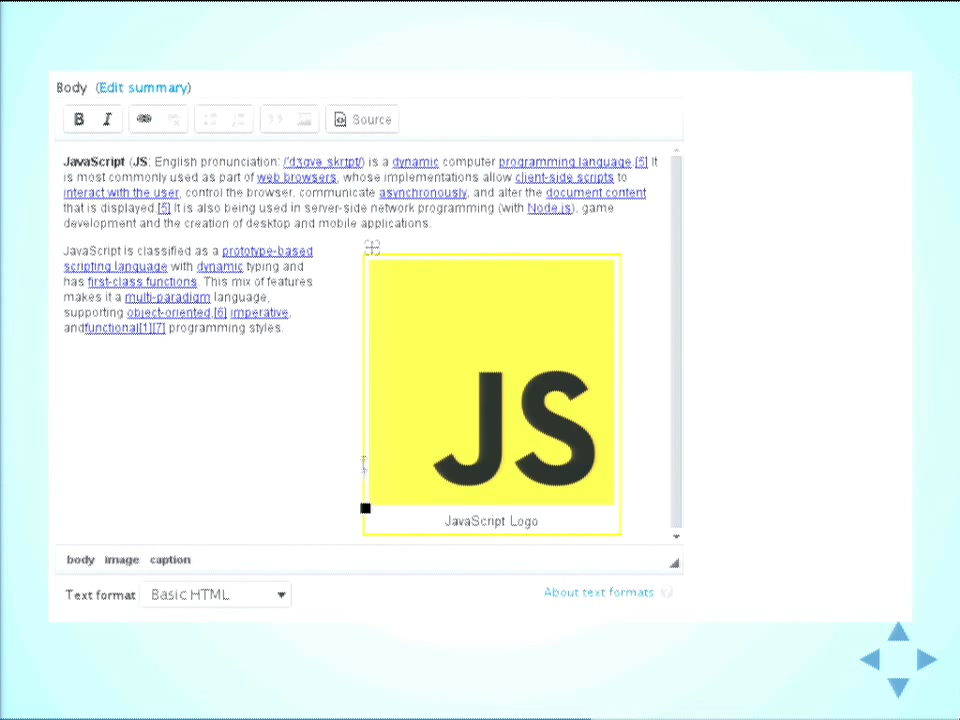 Body (Edit summary)
B I Source
JavaScript (JS; English pronunciation: /ˈdʒɑvəˌskrɪpt/) is a dynamic computer programming language.[5] It
is most commonly used as part of web browsers, whose implementations allow client-side scripts to
interact with the user, control the browser, communicate asynchronously, and alter the document content
that is displayed.[5] It is also being used in server-side network programming (with Node.js), game
development and the creation of desktop and mobile applications.
JavaScript is classified as a prototype-based
scripting language with dynamic typing and
has first-class functions. This mix of features
makes it a multi-paradigm language,
supporting object-oriented,[6] imperative,
andfunctional[1][7] programming styles.
JS
JavaScript Logo
body image caption
Text format Basic HTML
About text formats